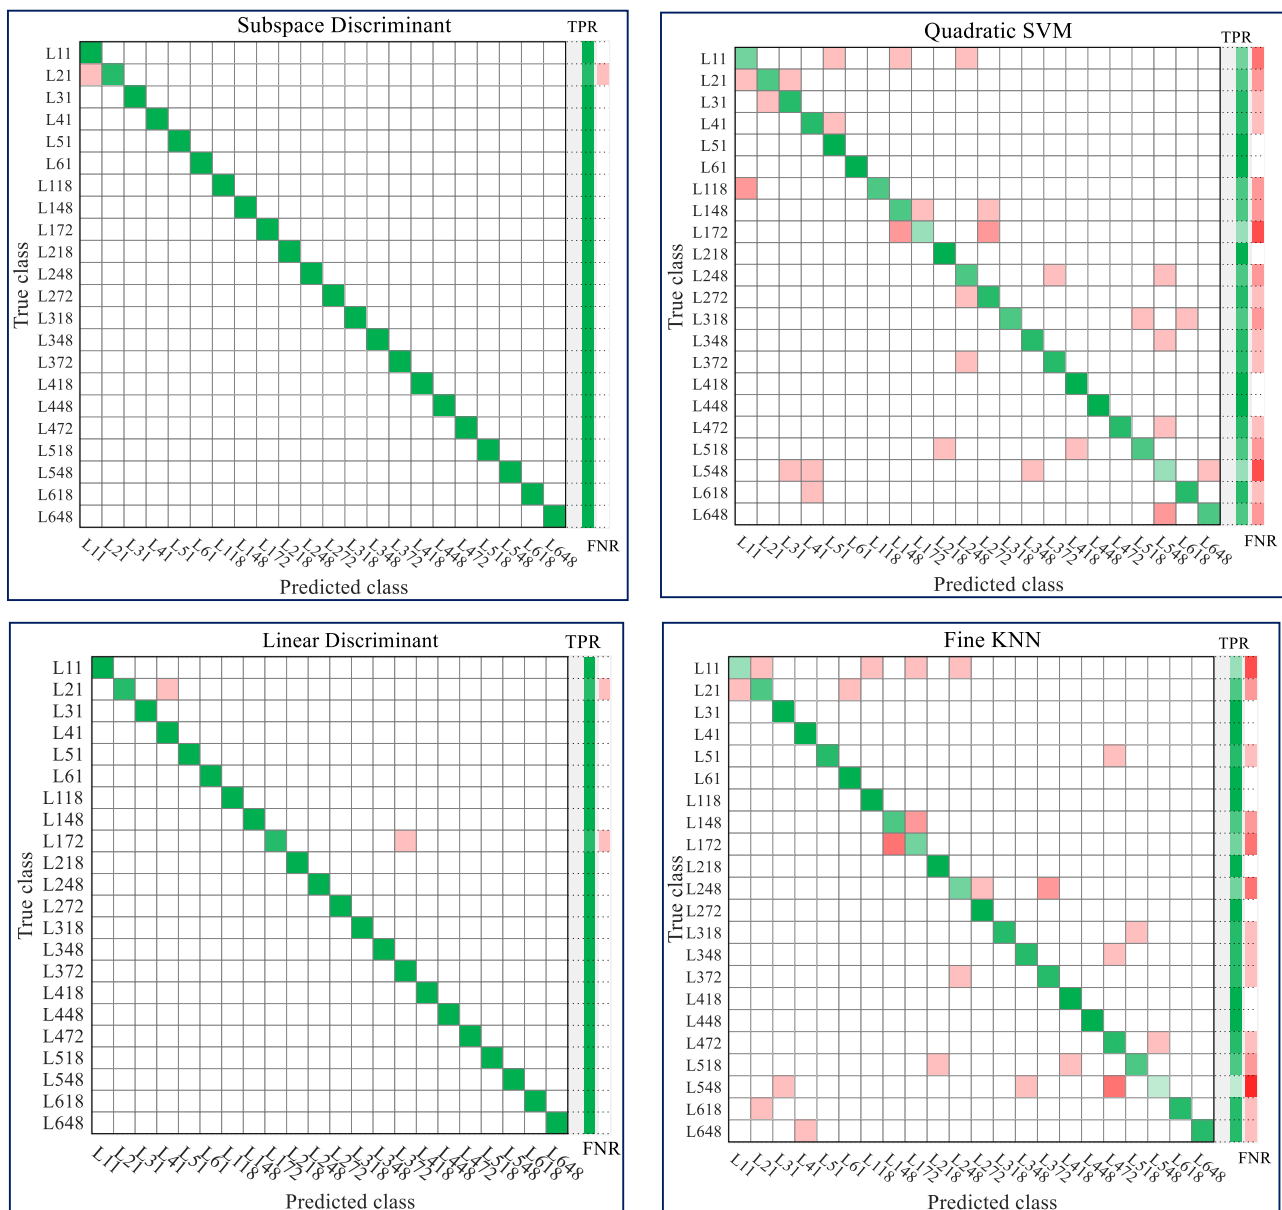 Subspace Discriminant
TPR
L11
L21
L31
L41
L51
L61
L118
L148
L172
L218
L248
L272
L318
L348
L372
L418
L448
L472
L518
L548
L618
L648
True class
L11 L21 L31 L41 L51 L61 L118 L148 L172 L218 L248 L272 L318 L348 L372 L418 L448 L472 L518 L548 L618 L648
FNR
Predicted class
Quadratic SVM
TPR
L11
L21
L31
L41
L51
L61
L118
L148
L172
L218
L248
L272
L318
L348
L372
L418
L448
L472
L518
L548
L618
L648
True class
L11 L21 L31 L41 L51 L61 L118 L148 L172 L218 L248 L272 L318 L348 L372 L418 L448 L472 L518 L548 L618 L648
FNR
Predicted class
Linear Discriminant
TPR
L11
L21
L31
L41
L51
L61
L118
L148
L172
L218
L248
L272
L318
L348
L372
L418
L448
L472
L518
L548
L618
L648
True class
L11 L21 L31 L41 L51 L61 L118 L148 L172 L218 L248 L272 L318 L348 L372 L418 L448 L472 L518 L548 L618 L648
FNR
Predicted class
Fine KNN
TPR
L11
L21
L31
L41
L51
L61
L118
L148
L172
L218
L248
L272
L318
L348
L372
L418
L448
L472
L518
L548
L618
L648
True class
L11 L21 L31 L41 L51 L61 L118 L148 L172 L218 L248 L272 L318 L348 L372 L418 L448 L472 L518 L548 L618 L648
FNR
Predicted class